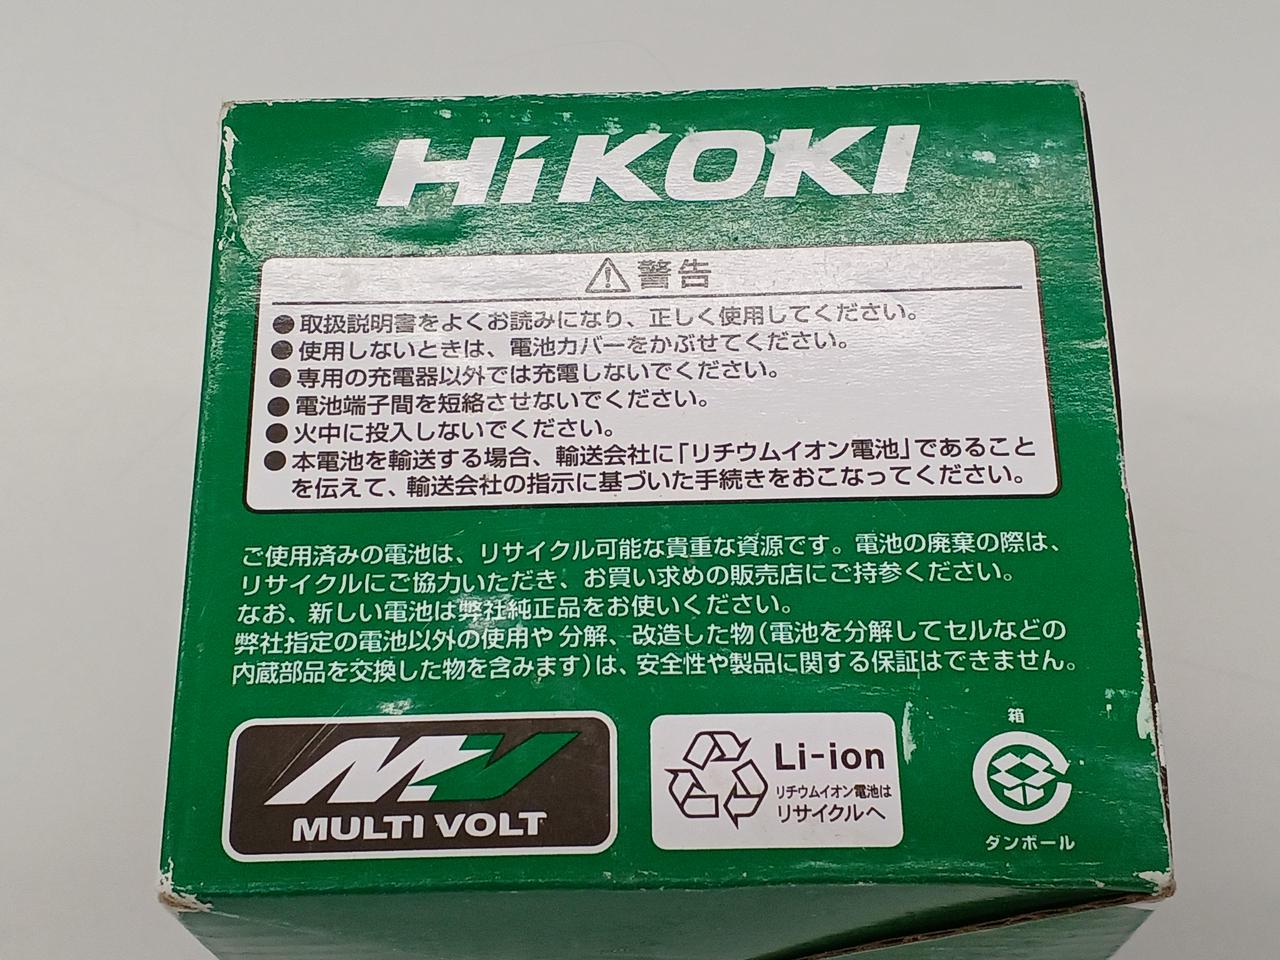 HiKOKI
警告
●取扱説明書をよくお読みになり、正しく使用してください。
●使用しないときは、電池カバーをかぶせてください。
●専用の充電器以外では充電しないでください。
●電池端子間を短絡させないでください。
●火中に投入しないでください。
●本電池を輸送する場合、輸送会社に「リチウムイオン電池」であること
を伝えて、輸送会社の指示に基づいた手続きをおこなってください。
ご使用済みの電池は、リサイクル可能な貴重な資源です。電池の廃棄の際は、
リサイクルにご協力いただき、お買い求めの販売店にご持参ください。
なお、新しい電池は弊社純正品をお使いください。
弊社指定の電池以外の使用や分解、改造した物（電池を分解してセルなどの
内蔵部品を交換した物を含みます）は、安全性や製品に関する保証はできません。
MV
MULTI VOLT
Li-ion
リチウムイオン電池は
リサイクルへ
箱
ダンボール